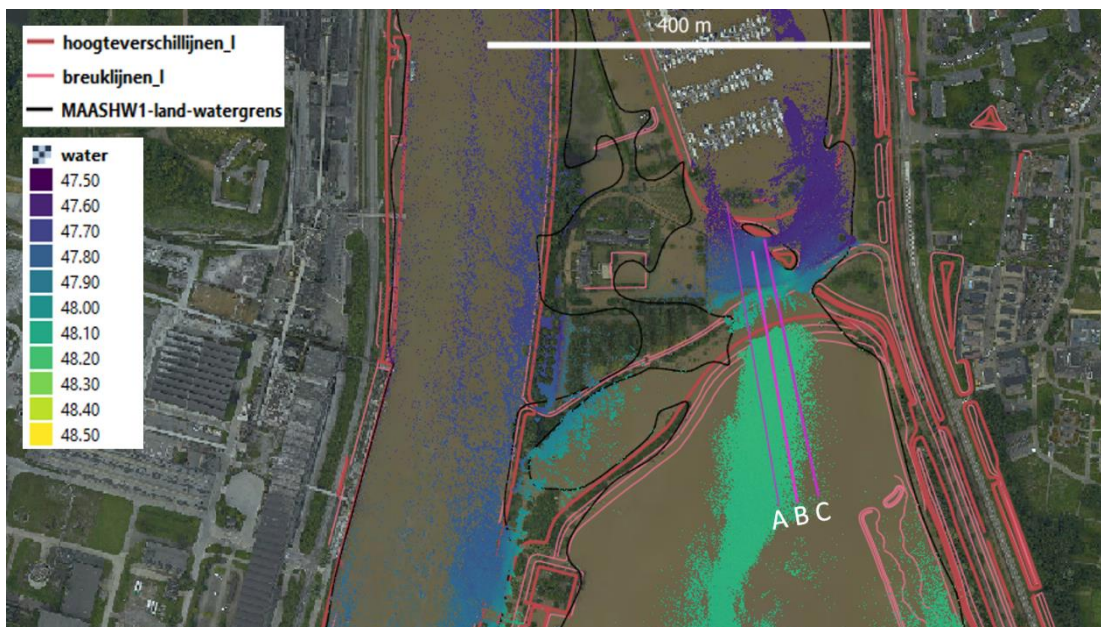 400 m
hoogteverschillijnen_l
breuklijnen_l
MAASHW1-land-watergrens
water
47.50
47.60
47.70
47.80
47.90
48.00
48.10
48.20
48.30
48.40
48.50
A B C